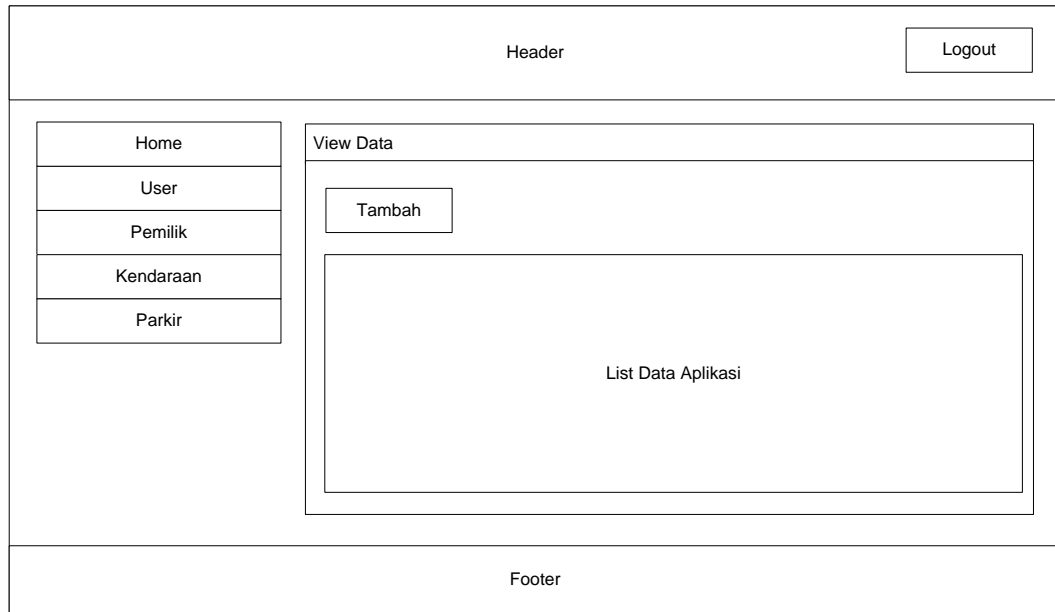 Header
Logout
Home
User
Pemilik
Kendaraan
Parkir
View Data
Tambah
List Data Aplikasi
Footer